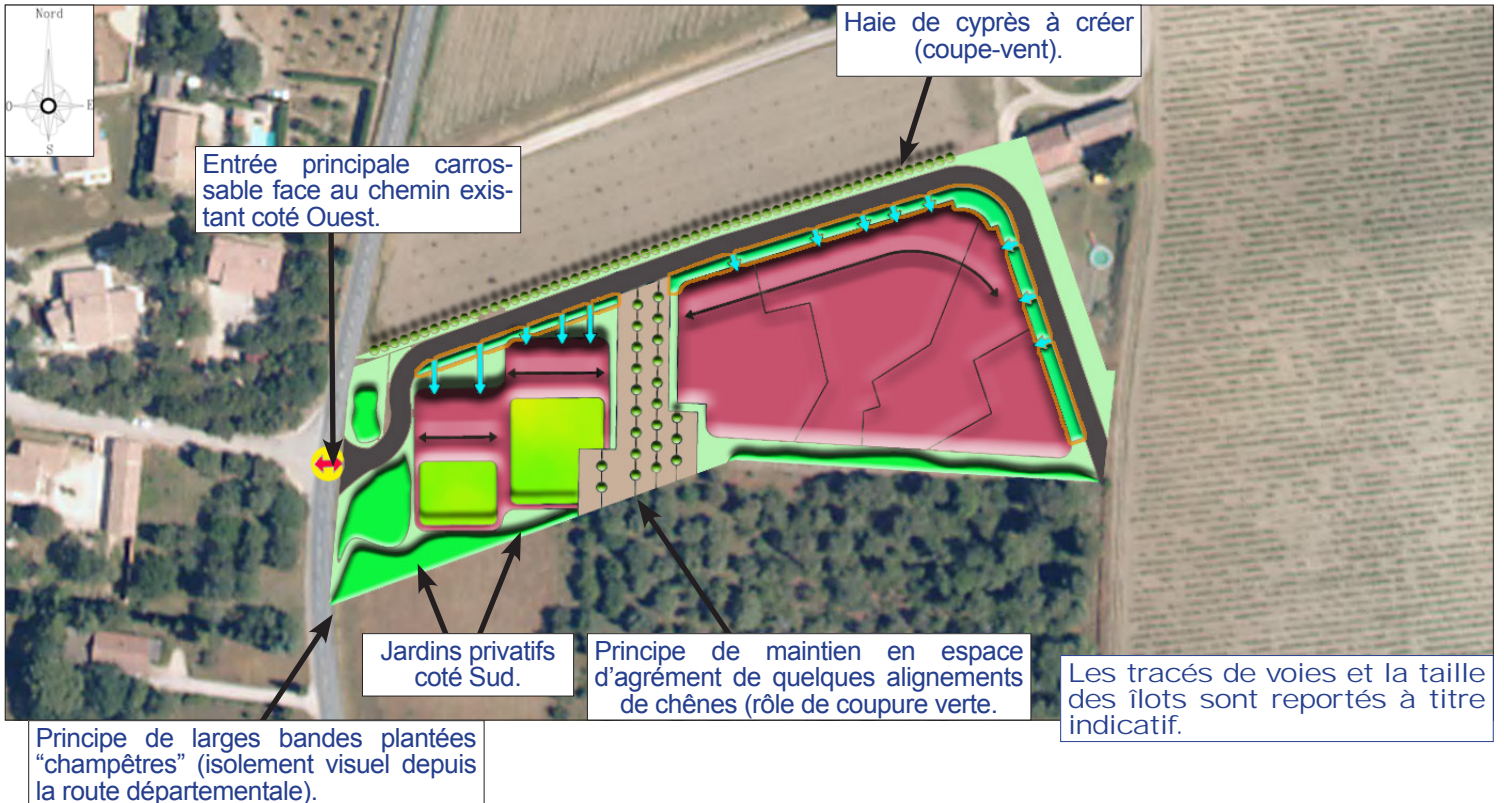 Nord
O
E
S
Haie de cyprès à créer
(coupe-vent).
Entrée principale carros-
sable face au chemin exis-
tant coté Ouest.
Jardins privatifs
coté Sud.
Principe de maintien en espace
d’agrément de quelques alignements
de chênes (rôle de coupure verte.
Les tracés de voies et la taille
des îlots sont reportés à titre
indicatif.
Principe de larges bandes plantées
“champêtres” (isolement visuel depuis
la route départementale).